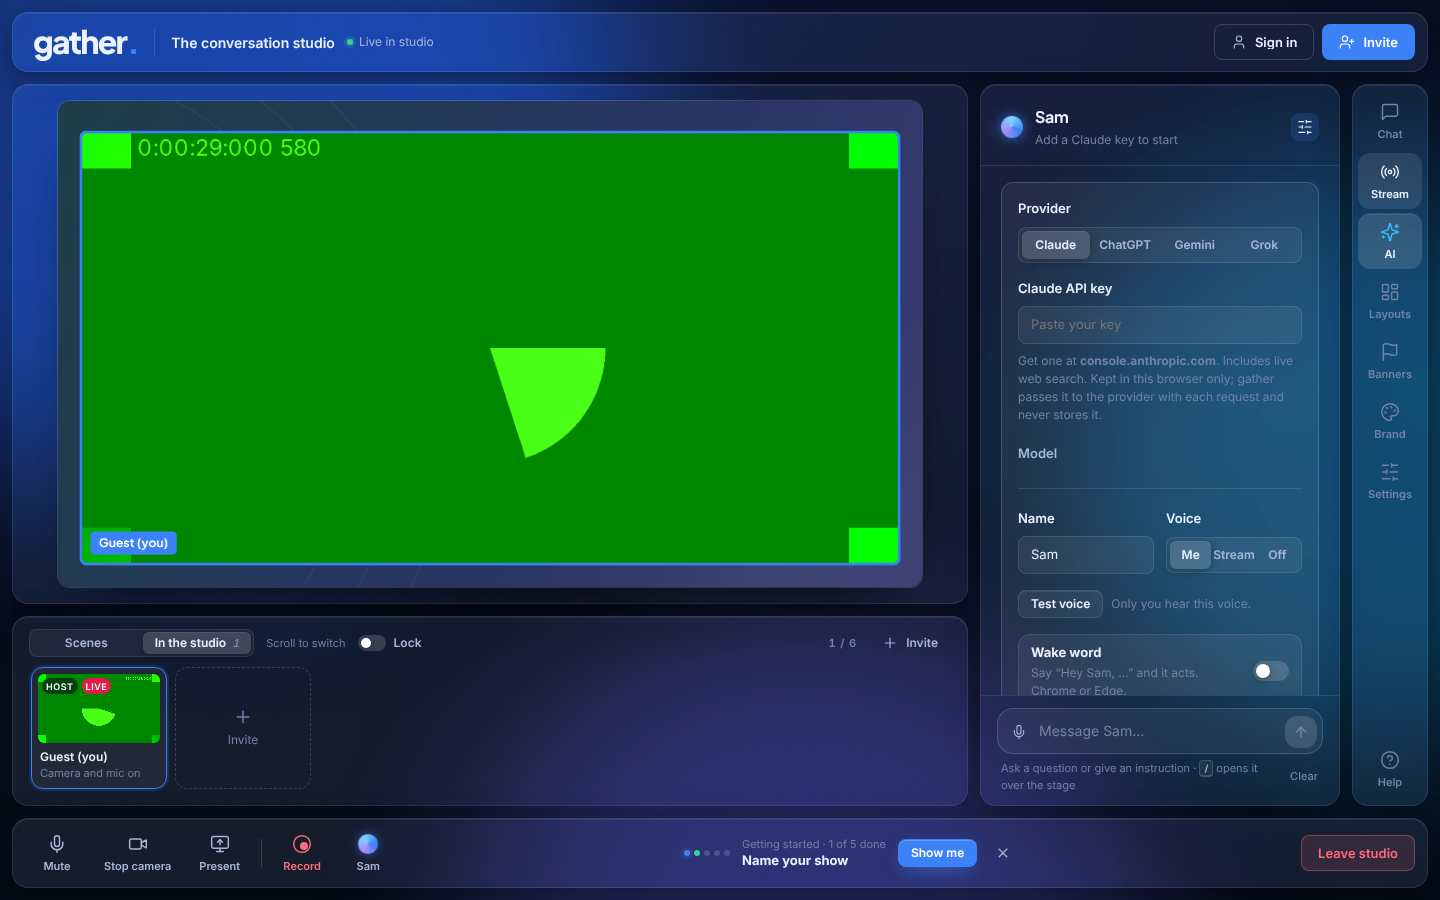 gather.
The conversation studio
Live in studio
Sign in
Invite
0:00:29:000 580
Guest (you)
Scenes
In the studio 1
Scroll to switch
Lock
1 / 6
Invite
HOST
LIVE
Guest (you)
Camera and mic on
Invite
Sam
Add a Claude key to start
Provider
Claude
ChatGPT
Gemini
Grok
Claude API key
Paste your key
Get one at console.anthropic.com. Includes live
web search. Kept in this browser only; gather
passes it to the provider with each request and
never stores it.
Model
Name
Voice
Sam
Me
Stream
Off
Test voice
Only you hear this voice.
Wake word
Say “Hey Sam, ...” and it acts.
Chrome or Edge.
Message Sam...
Ask a question or give an instruction · / opens it
over the stage
Clear
Chat
Stream
AI
Layouts
Banners
Brand
Settings
Help
Mute
Stop camera
Present
Record
Sam
Getting started · 1 of 5 done
Name your show
Show me
Leave studio